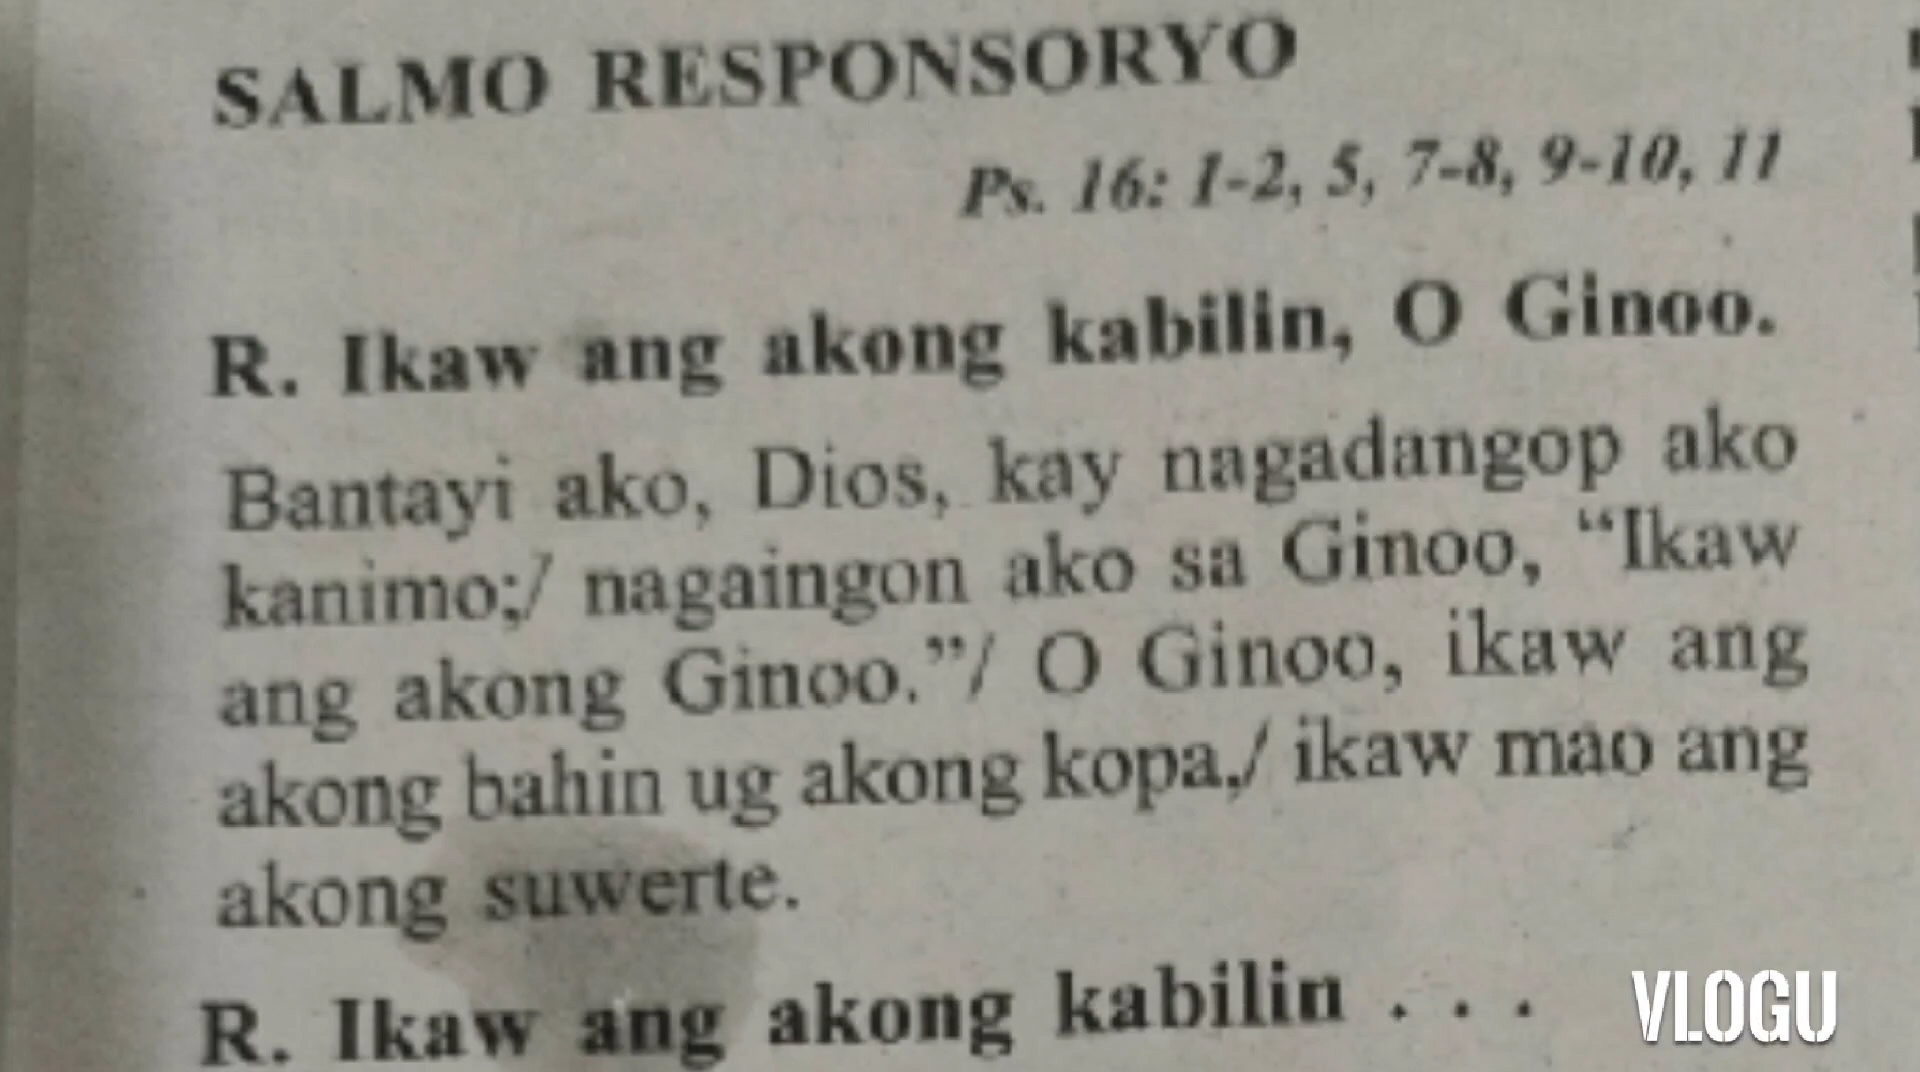 SALMO RESPONSORYO
Ps. 16: 1-2, 5, 7-8, 9-10, 11
R. Ikaw ang akong kabilin, O Ginoo.
Bantayi ako, Dios, kay nagadangop ako
kanimo;/ nagaingon ako sa Ginoo, “Ikaw
ang akong Ginoo.”/ O Ginoo, ikaw ang
akong bahin ug akong kopa,/ ikaw mao ang
akong suwerte.
R. Ikaw ang akong kabilin . . .
VLOGU